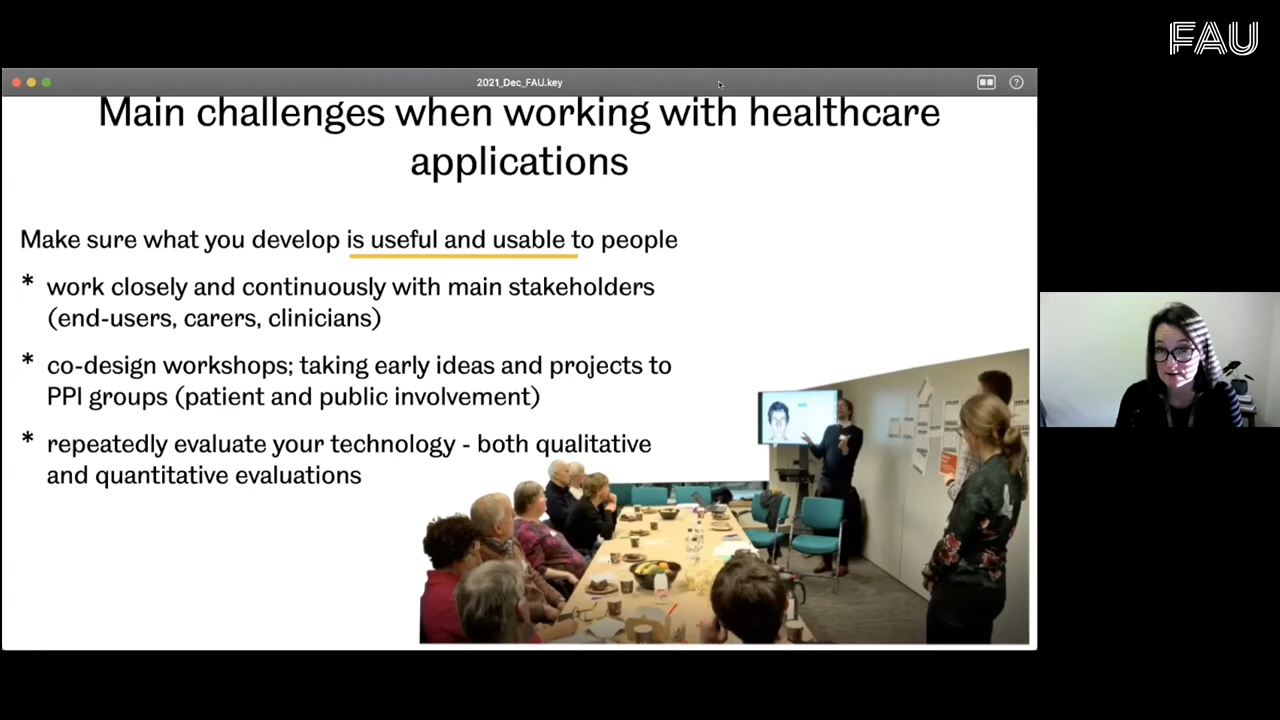 FAU
2021_Dec_FAU.key
Main challenges when working with healthcare
applications
Make sure what you develop is useful and usable to people
* work closely and continuously with main stakeholders
(end-users, carers, clinicians)
* co-design workshops; taking early ideas and projects to
PPI groups (patient and public involvement)
* repeatedly evaluate your technology - both qualitative
and quantitative evaluations